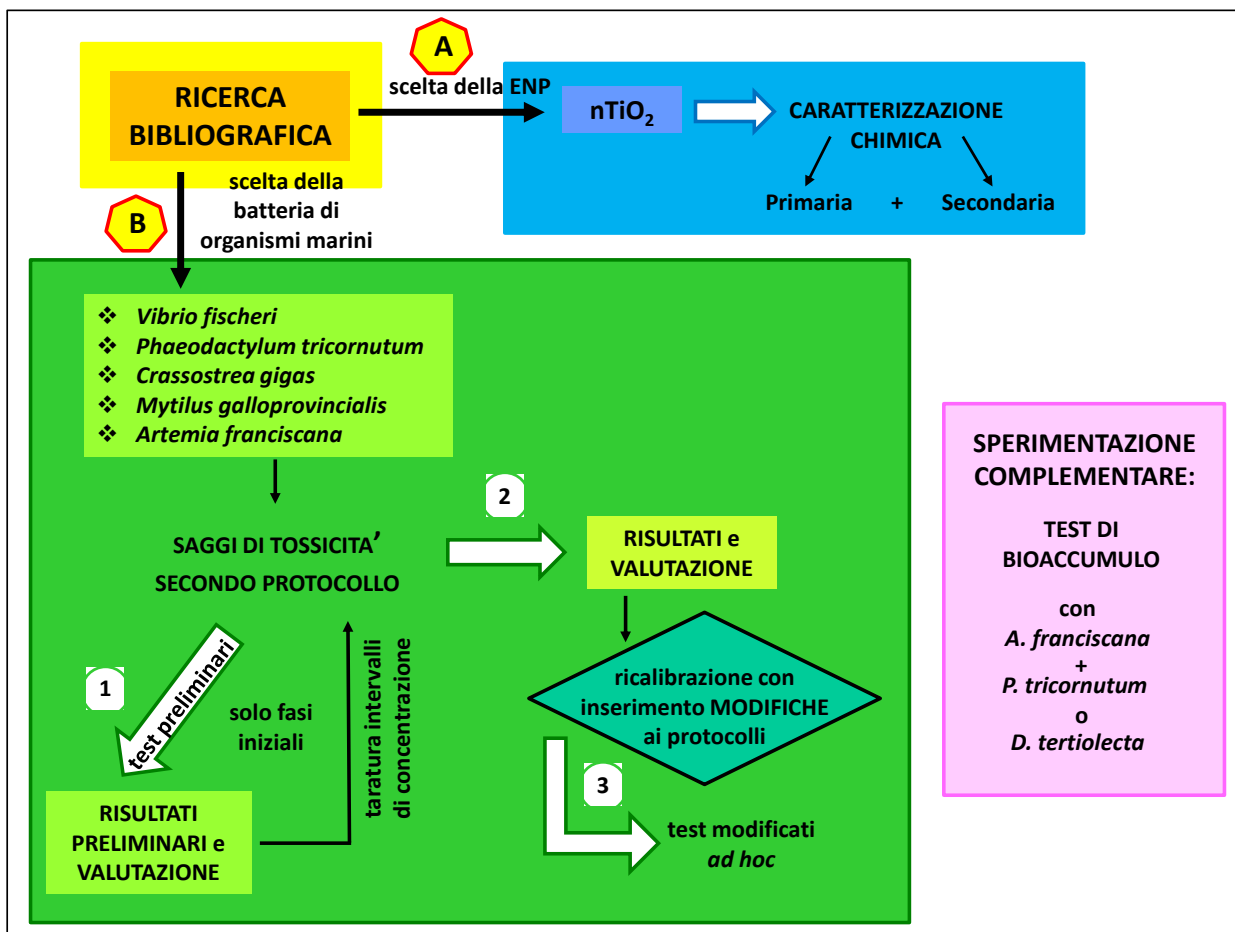 A
RICERCA
BIBLIOGRAFICA
scelta della ENP
nTiO₂
CARATTERIZZAZIONE
CHIMICA
Primaria + Secondaria
B
scelta della
batteria di
organismi marini
❖ Vibrio fischeri
❖ Phaeodactylum tricornutum
❖ Crassostrea gigas
❖ Mytilus galloprovincialis
❖ Artemia franciscana
SAGGI DI TOSSICITA’
SECONDO PROTOCOLLO
2
RISULTATI e
VALUTAZIONE
1
test preliminari
solo fasi
iniziali
taratura intervalli
di concentrazione
RISULTATI
PRELIMINARI e
VALUTAZIONE
ricalibrazione con
inserimento MODIFICHE
ai protocolli
3
test modificati
ad hoc
SPERIMENTAZIONE
COMPLEMENTARE:
TEST DI
BIOACCUMULO
con
A. franciscana
+
P. tricornutum
o
D. tertiolecta